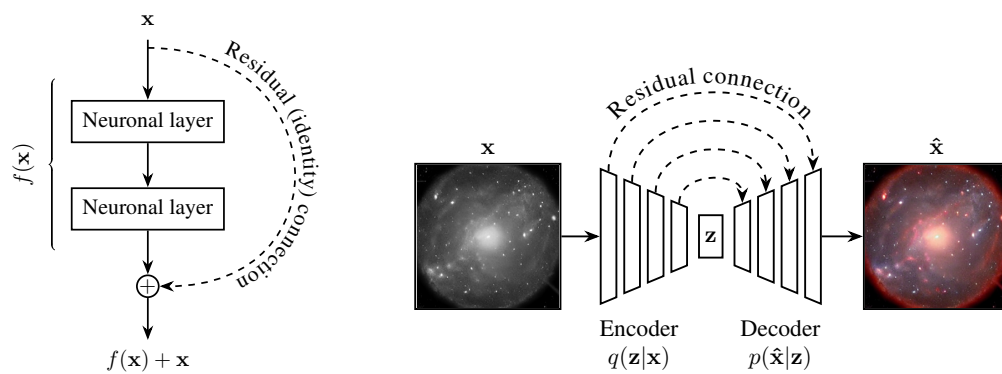 x
Residual (identity) connection
f(x)
Neuronal layer
Neuronal layer
+
f(x) + x
Residual connection
x
z
x̂
Encoder
q(z|x)
Decoder
p(x̂|z)